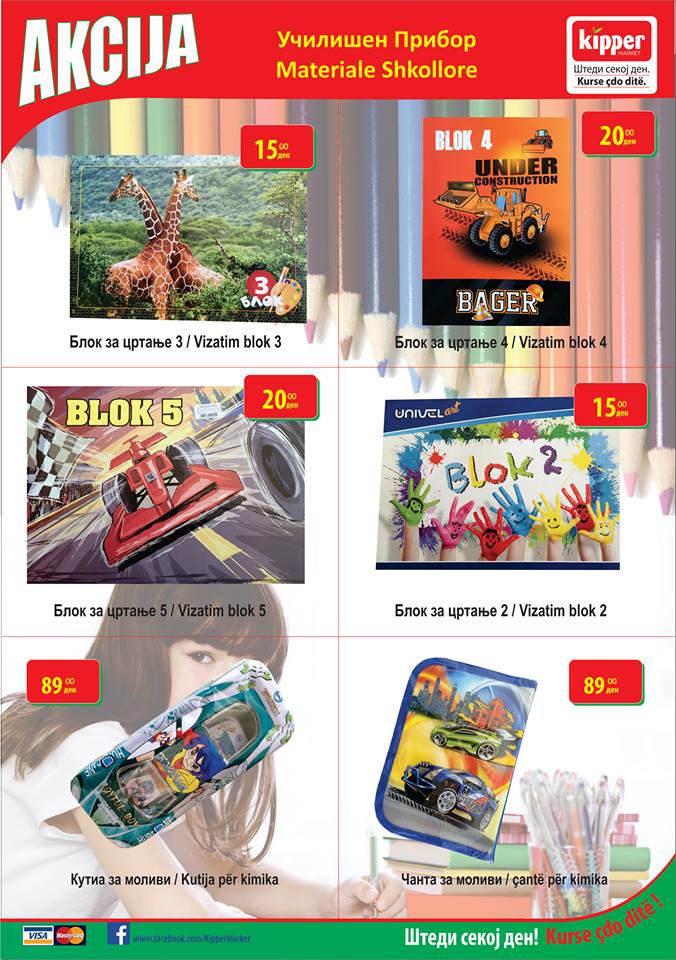 АКСИЈА
Училишен Прибор
Materiale Shkollore
kipper
MARKET
Штеди секој ден.
Kurse çdo ditë.
15 00 ден
3
БЛОК
Блок за цртање 3 / Vizatim blok 3
20 00 ден
BLOK 4
UNDER
CONSTRUCTION
BAGER
Блок за цртање 4 / Vizatim blok 4
20 00 ден
BLOK 5
Блок за цртање 5 / Vizatim blok 5
15 00 ден
UNIVEL art
Blok 2
Блок за цртање 2 / Vizatim blok 2
89 00 ден
Кутиа за моливи / Kutija për kimika
89 00 ден
Чанта за моливи / çantë për kimika
VISA
MasterCard
f
www.facebook.com/KipperMarket
Штеди секој ден! Kurse çdo ditë !